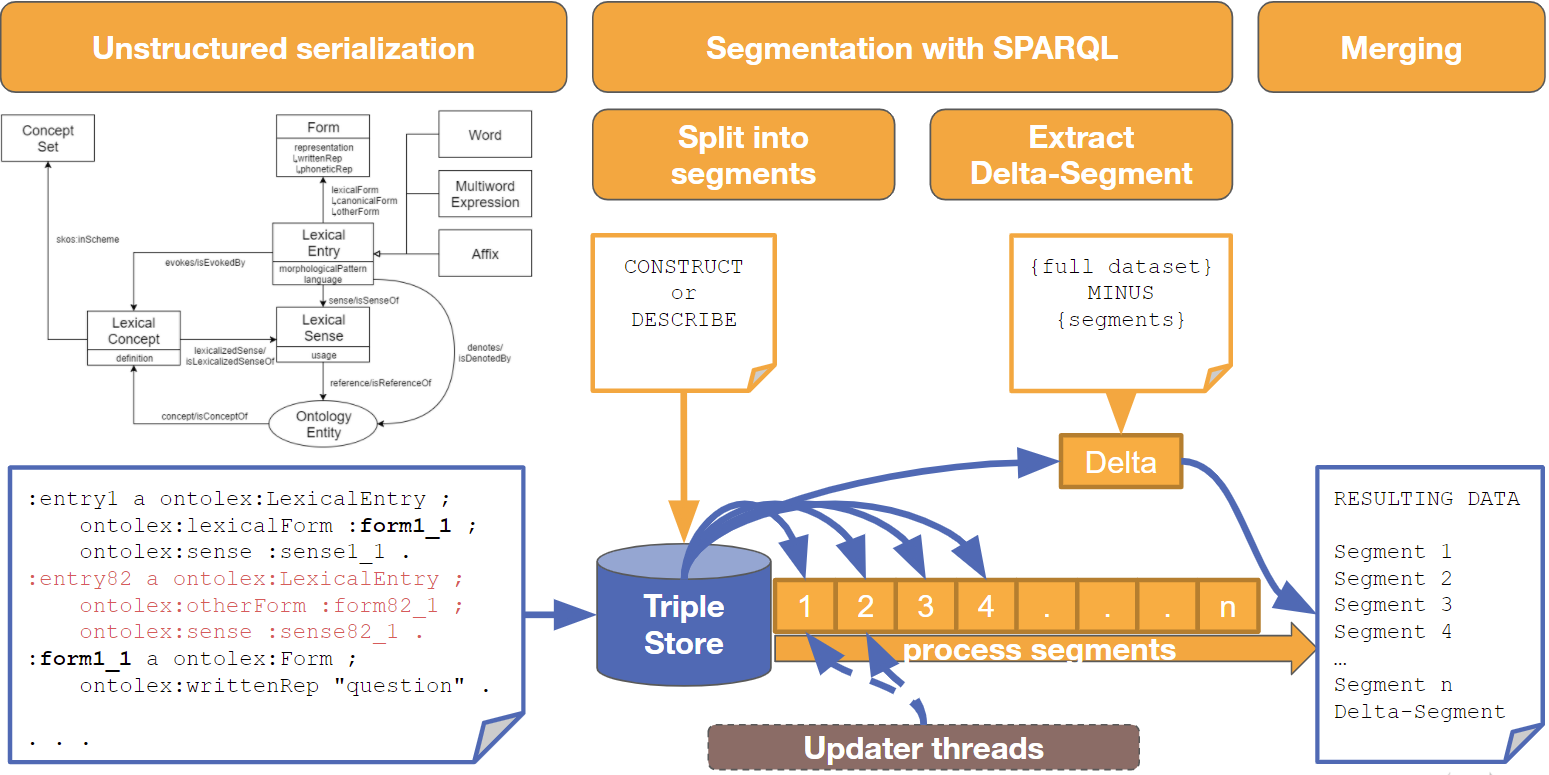 Unstructured serialization
Segmentation with SPARQL
Merging
Split into
segments
Extract
Delta-Segment
Concept
Set
Form
representation
↳writtenRep
↳phoneticRep
Word
Multiword
Expression
Affix
lexicalForm
↳canonicalForm
↳otherForm
Lexical
Entry
morphologicalPattern
language
skos:inScheme
evokes/isEvokedBy
sense/isSenseOf
Lexical
Concept
definition
lexicalizedSense/
isLexicalizedSenseOf
Lexical
Sense
usage
denotes/
isDenotedBy
reference/isReferenceOf
concept/isConceptOf
Ontology
Entity
CONSTRUCT
or
DESCRIBE
{full dataset}
MINUS
{segments}
Delta
:entry1 a ontolex:LexicalEntry ;
ontolex:lexicalForm :form1_1 ;
ontolex:sense :sense1_1 .
:entry82 a ontolex:LexicalEntry ;
ontolex:otherForm :form82_1 ;
ontolex:sense :sense82_1 .
:form1_1 a ontolex:Form ;
ontolex:writtenRep "question" .
. . .
Triple
Store
1 2 3 4 . . . n
process segments
Updater threads
RESULTING DATA
Segment 1
Segment 2
Segment 3
Segment 4
…
Segment n
Delta-Segment